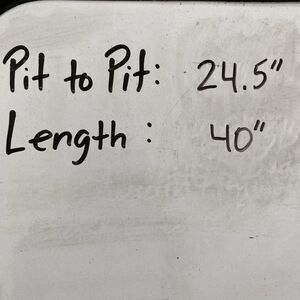 Pit to Pit: 24.5"
Length : 40"